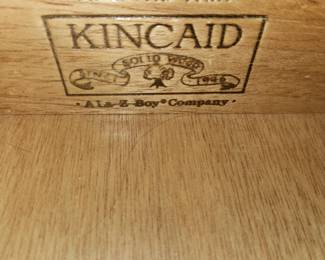 KINCAID
SOLID WOOD
SINCE 1946
· A La-Z-Boy® Company ·